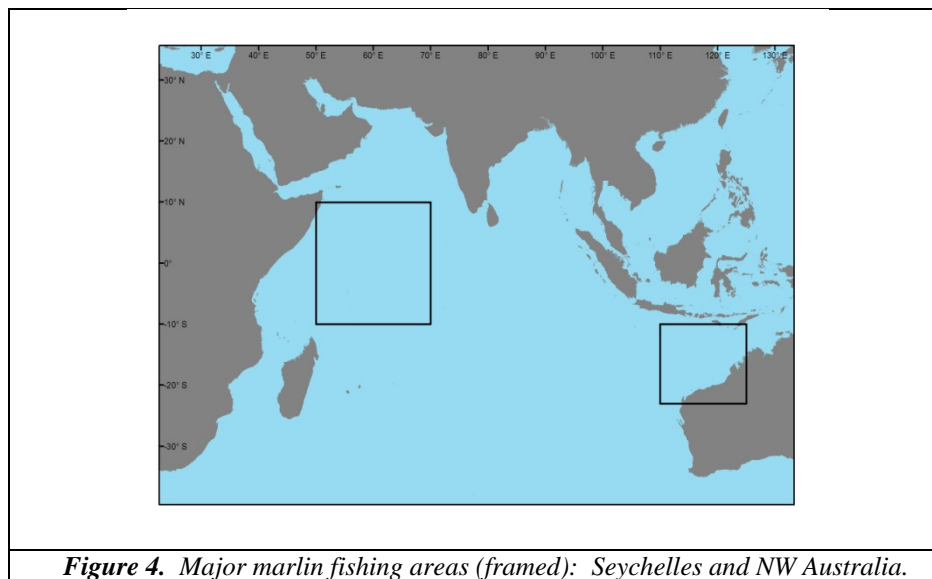 30° E 40° E 50° E 60° E 70° E 80° E 90° E 100° E 110° E 120° E 130° E
30° N
20° N
10° N
0°
10° S
20° S
30° S
Figure 4. Major marlin fishing areas (framed): Seychelles and NW Australia.